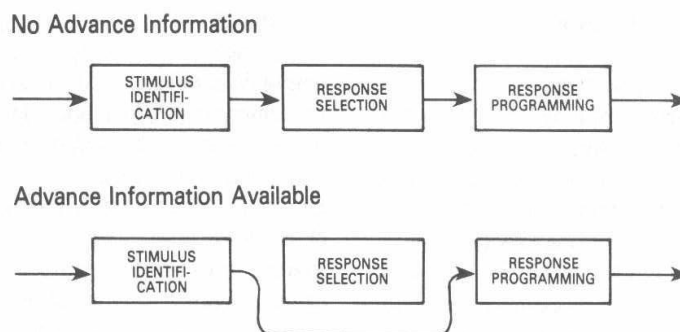 No Advance Information
STIMULUS
IDENTIFI-
CATION
RESPONSE
SELECTION
RESPONSE
PROGRAMMING
Advance Information Available
STIMULUS
IDENTIFI-
CATION
RESPONSE
SELECTION
RESPONSE
PROGRAMMING